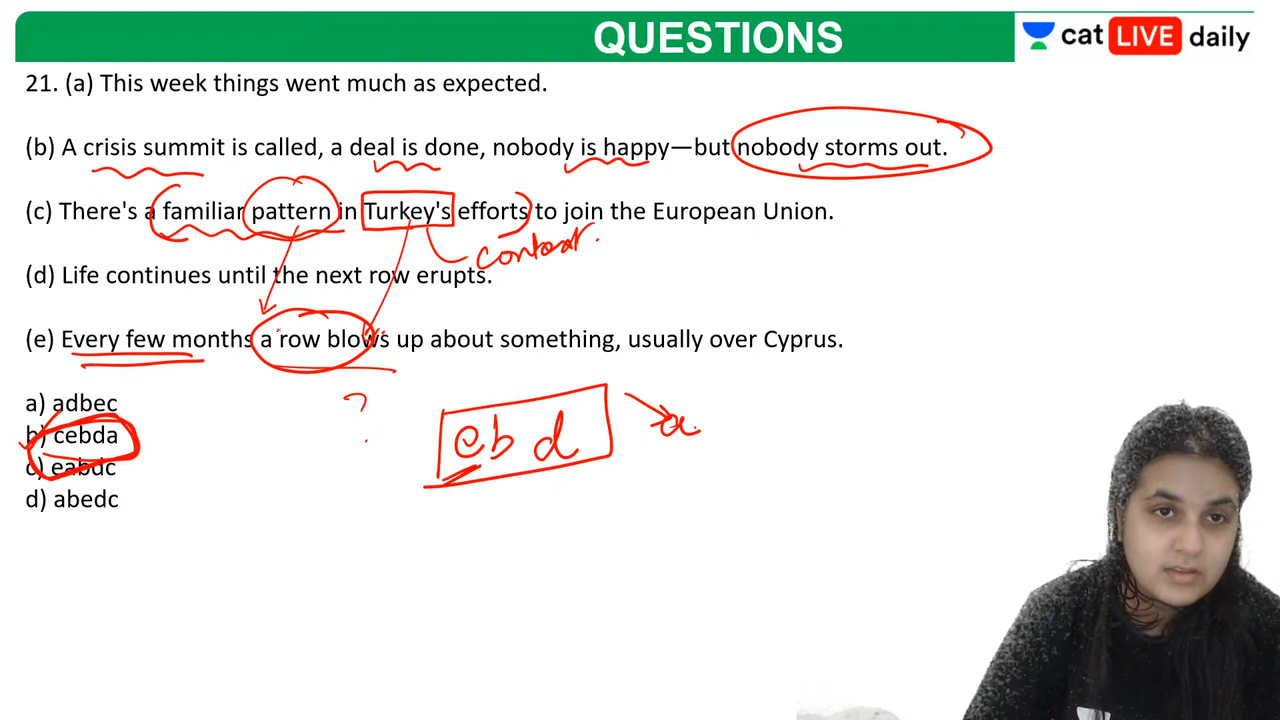 QUESTIONS
cat LIVE daily
21. (a) This week things went much as expected.
(b) A crisis summit is called, a deal is done, nobody is happy—but nobody storms out.
(c) There's a familiar pattern in Turkey's efforts to join the European Union.
context.
(d) Life continues until the next row erupts.
(e) Every few months a row blows up about something, usually over Cyprus.
a) adbec
?
b) cebda
ebd
a
c) eabdc
d) abedc